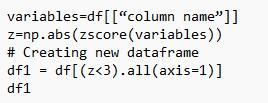 variables=df[[“column name”]]
z=np.abs(zscore(variables))
# Creating new dataframe
df1 = df[(z<3).all(axis=1)]
df1